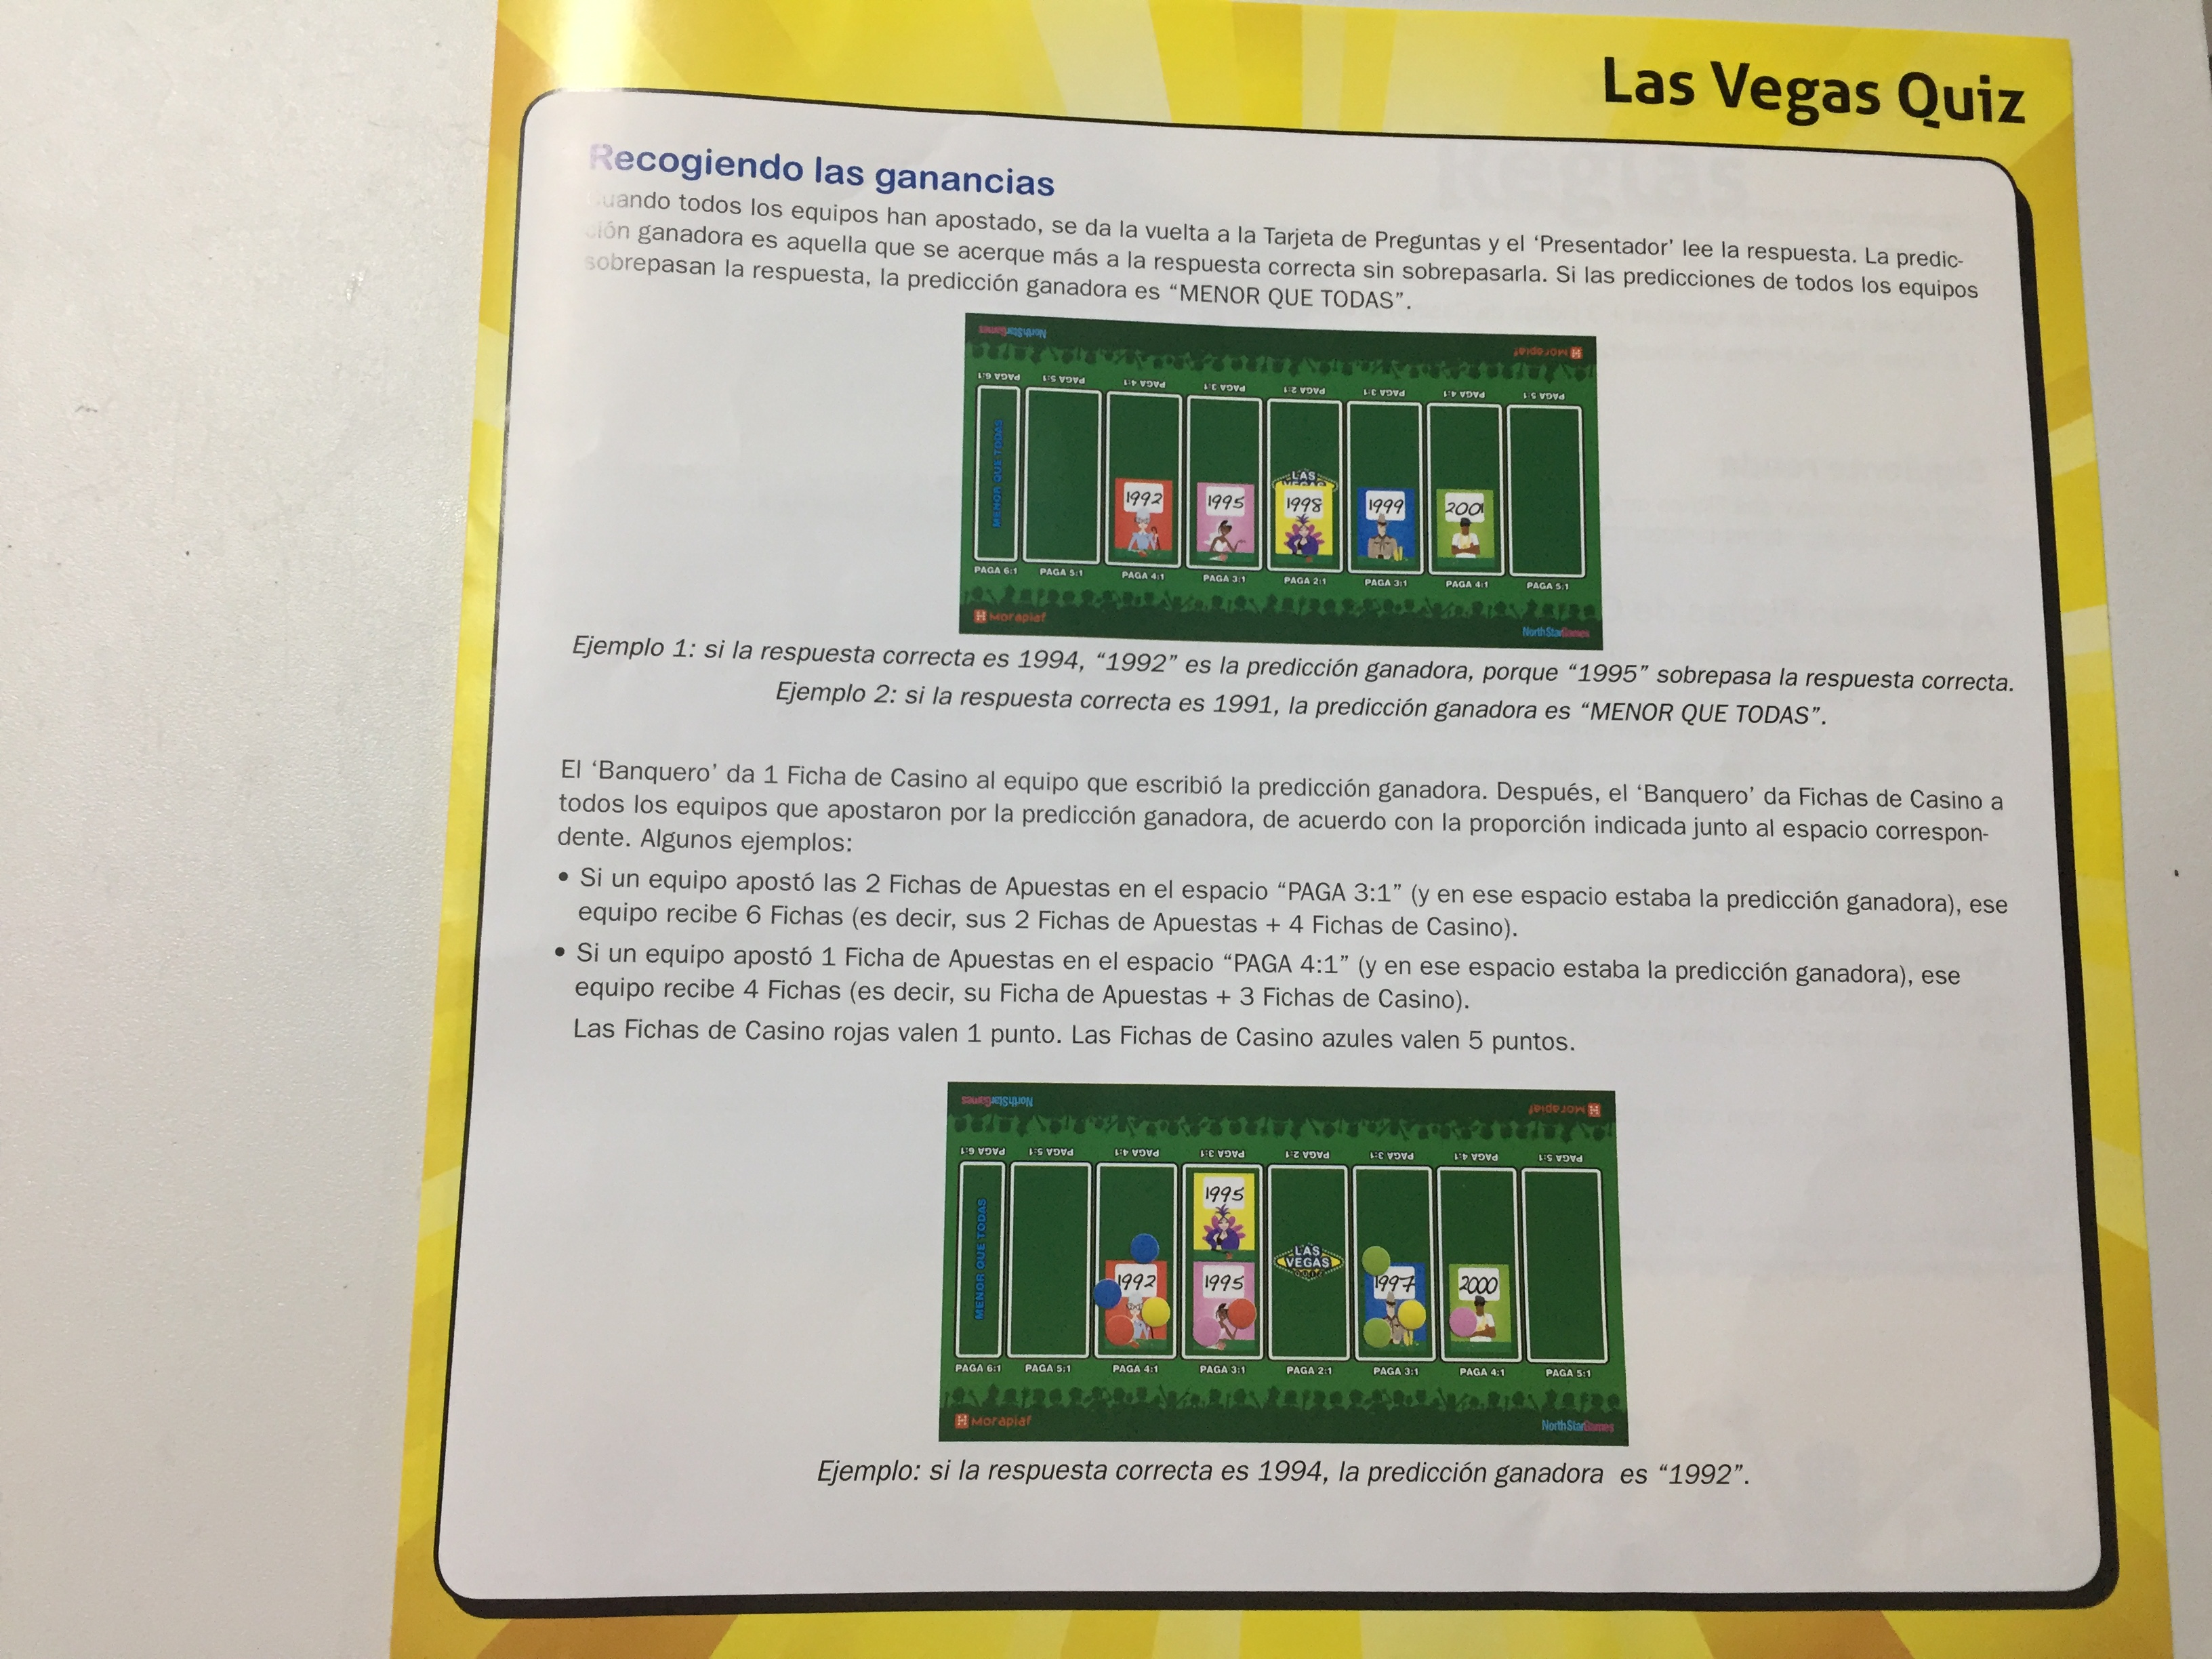 Las Vegas Quiz
Recogiendo las ganancias
Cuando todos los equipos han apostado, se da la vuelta a la Tarjeta de Preguntas y el ‘Presentador’ lee la respuesta. La predic-
ción ganadora es aquella que se acerque más a la respuesta correcta sin sobrepasarla. Si las predicciones de todos los equipos
sobrepasan la respuesta, la predicción ganadora es “MENOR QUE TODAS”.
NorthStarGames
Morapiaf
PAGA 6:1 PAGA 5:1 PAGA 4:1 PAGA 3:1 PAGA 2:1 PAGA 3:1 PAGA 4:1 PAGA 5:1
MENOR QUE TODAS
LAS
VEGAS
1992 1995 1998 1999 2001
PAGA 6:1 PAGA 5:1 PAGA 4:1 PAGA 3:1 PAGA 2:1 PAGA 3:1 PAGA 4:1 PAGA 5:1
Morapiaf
NorthStarGames
Ejemplo 1: si la respuesta correcta es 1994, “1992” es la predicción ganadora, porque “1995” sobrepasa la respuesta correcta.
Ejemplo 2: si la respuesta correcta es 1991, la predicción ganadora es “MENOR QUE TODAS”.
El ‘Banquero’ da 1 Ficha de Casino al equipo que escribió la predicción ganadora. Después, el ‘Banquero’ da Fichas de Casino a
todos los equipos que apostaron por la predicción ganadora, de acuerdo con la proporción indicada junto al espacio correspon-
dente. Algunos ejemplos:
• Si un equipo apostó las 2 Fichas de Apuestas en el espacio “PAGA 3:1” (y en ese espacio estaba la predicción ganadora), ese
equipo recibe 6 Fichas (es decir, sus 2 Fichas de Apuestas + 4 Fichas de Casino).
• Si un equipo apostó 1 Ficha de Apuestas en el espacio “PAGA 4:1” (y en ese espacio estaba la predicción ganadora), ese
equipo recibe 4 Fichas (es decir, su Ficha de Apuestas + 3 Fichas de Casino).
Las Fichas de Casino rojas valen 1 punto. Las Fichas de Casino azules valen 5 puntos.
NorthStarGames
Morapiaf
PAGA 6:1 PAGA 5:1 PAGA 4:1 PAGA 3:1 PAGA 2:1 PAGA 3:1 PAGA 4:1 PAGA 5:1
MENOR QUE TODAS
1995
LAS
VEGAS
1992 1995 1997 2000
PAGA 6:1 PAGA 5:1 PAGA 4:1 PAGA 3:1 PAGA 2:1 PAGA 3:1 PAGA 4:1 PAGA 5:1
Morapiaf
NorthStarGames
Ejemplo: si la respuesta correcta es 1994, la predicción ganadora es “1992”.